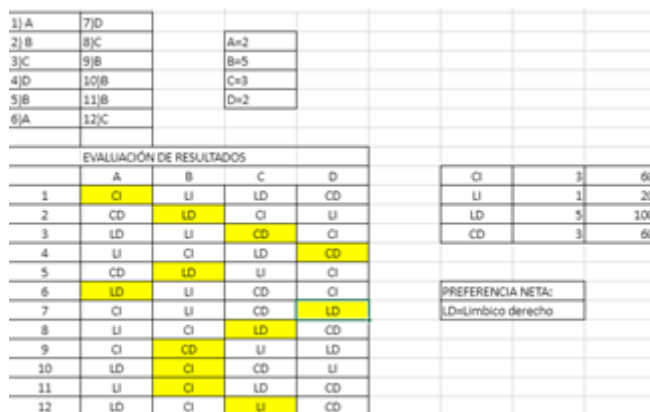 1) A 7)D
2) B 8)C A=2
3)C 9)B B=5
4)D 10)B C=3
5)B 11)B D=2
6)A 12)C
EVALUACIÓN DE RESULTADOS
A B C D CI 3 60
1 CI LI LD CD LI 1 20
2 CD LD CI LI LD 5 100
3 LD LI CD CI CD 3 60
4 LI CI LD CD
5 CD LD LI CI
6 LD LI CD CI PREFERENCIA NETA:
7 CI LI CD LD LD=Limbico derecho
8 LI CI LD CD
9 CI CD LI LD
10 LD CI CD LI
11 LI CI LD CD
12 LD CI LI CD